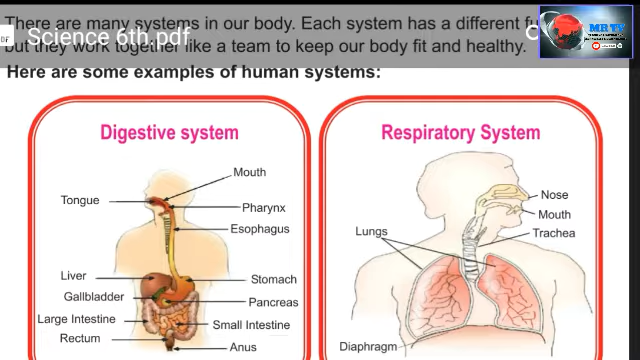 There are many systems in our body. Each system has a different
but they work together like a team to keep our body fit and healthy.
Science 6th.pdf
MR TV
Here are some examples of human systems:
Digestive system
Mouth
Tongue
Pharynx
Esophagus
Liver
Stomach
Gallbladder
Pancreas
Large Intestine
Small Intestine
Rectum
Anus
Respiratory System
Nose
Mouth
Trachea
Lungs
Diaphragm